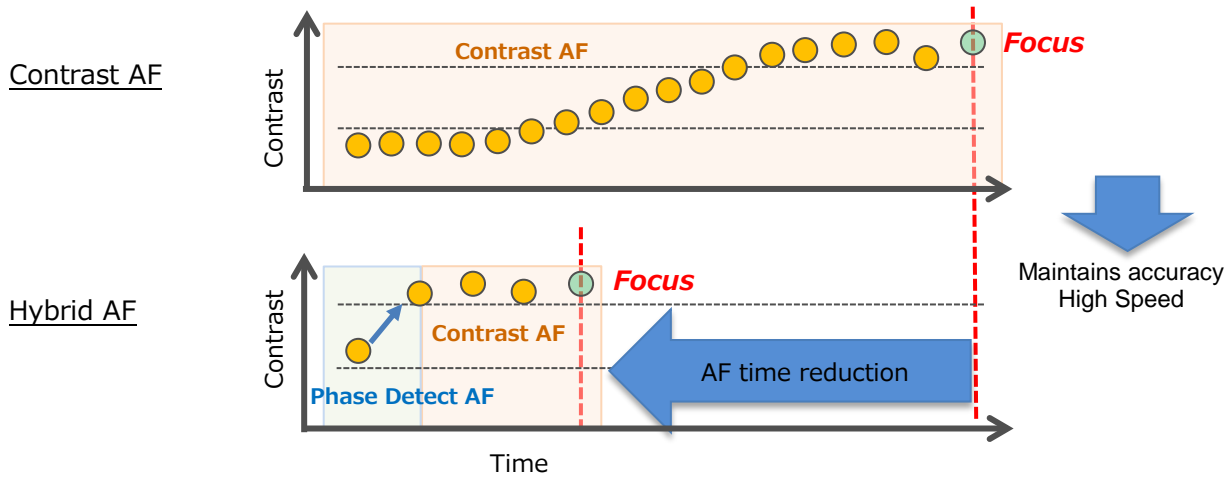 Contrast AF
Contrast
Contrast AF
Focus
Maintains accuracy
High Speed
Hybrid AF
Contrast
Focus
Contrast AF
Phase Detect AF
AF time reduction
Time